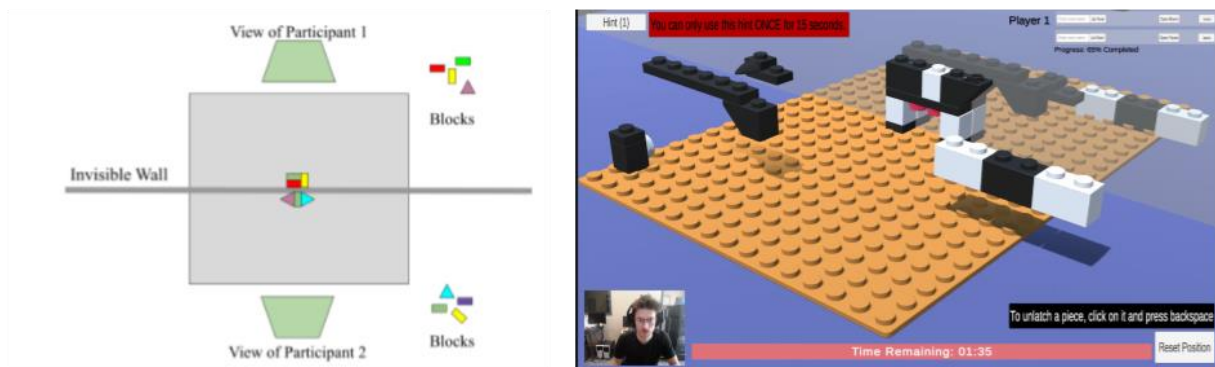 View of Participant 1
Blocks
Invisible Wall
Blocks
View of Participant 2
Hint (1)
You can only use this hint ONCE for 15 seconds.
Player 1
Progress: 65% Completed
To unlatch a piece, click on it and press backspace
Time Remaining: 01:35
Reset Position